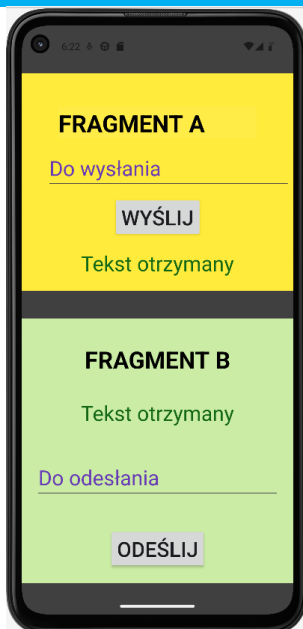 6:22
FRAGMENT A
Do wysłania
WYŚLIJ
Tekst otrzymany
FRAGMENT B
Tekst otrzymany
Do odesłania
ODEŚLIJ